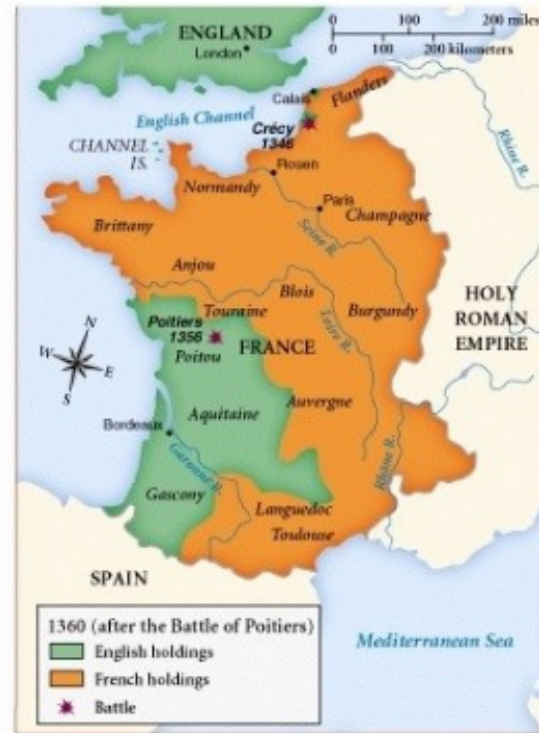 ENGLAND
London
0 100 200 miles
0 100 200 kilometers
Calais
Flanders
English Channel
Crécy
1346
CHANNEL
IS.
Rhine R.
Rouen
Normandy
Paris
Champagne
Brittany
Seine R.
Anjou
Blois
Touraine
Burgundy
HOLY
ROMAN
EMPIRE
Poitiers
1356
Poitou
FRANCE
Loire R.
N
W
E
S
Auvergne
Aquitaine
Bordeaux
Garonne R.
Rhône R.
Gascony
Languedoc
Toulouse
SPAIN
Mediterranean Sea
1360 (after the Battle of Poitiers)
English holdings
French holdings
Battle